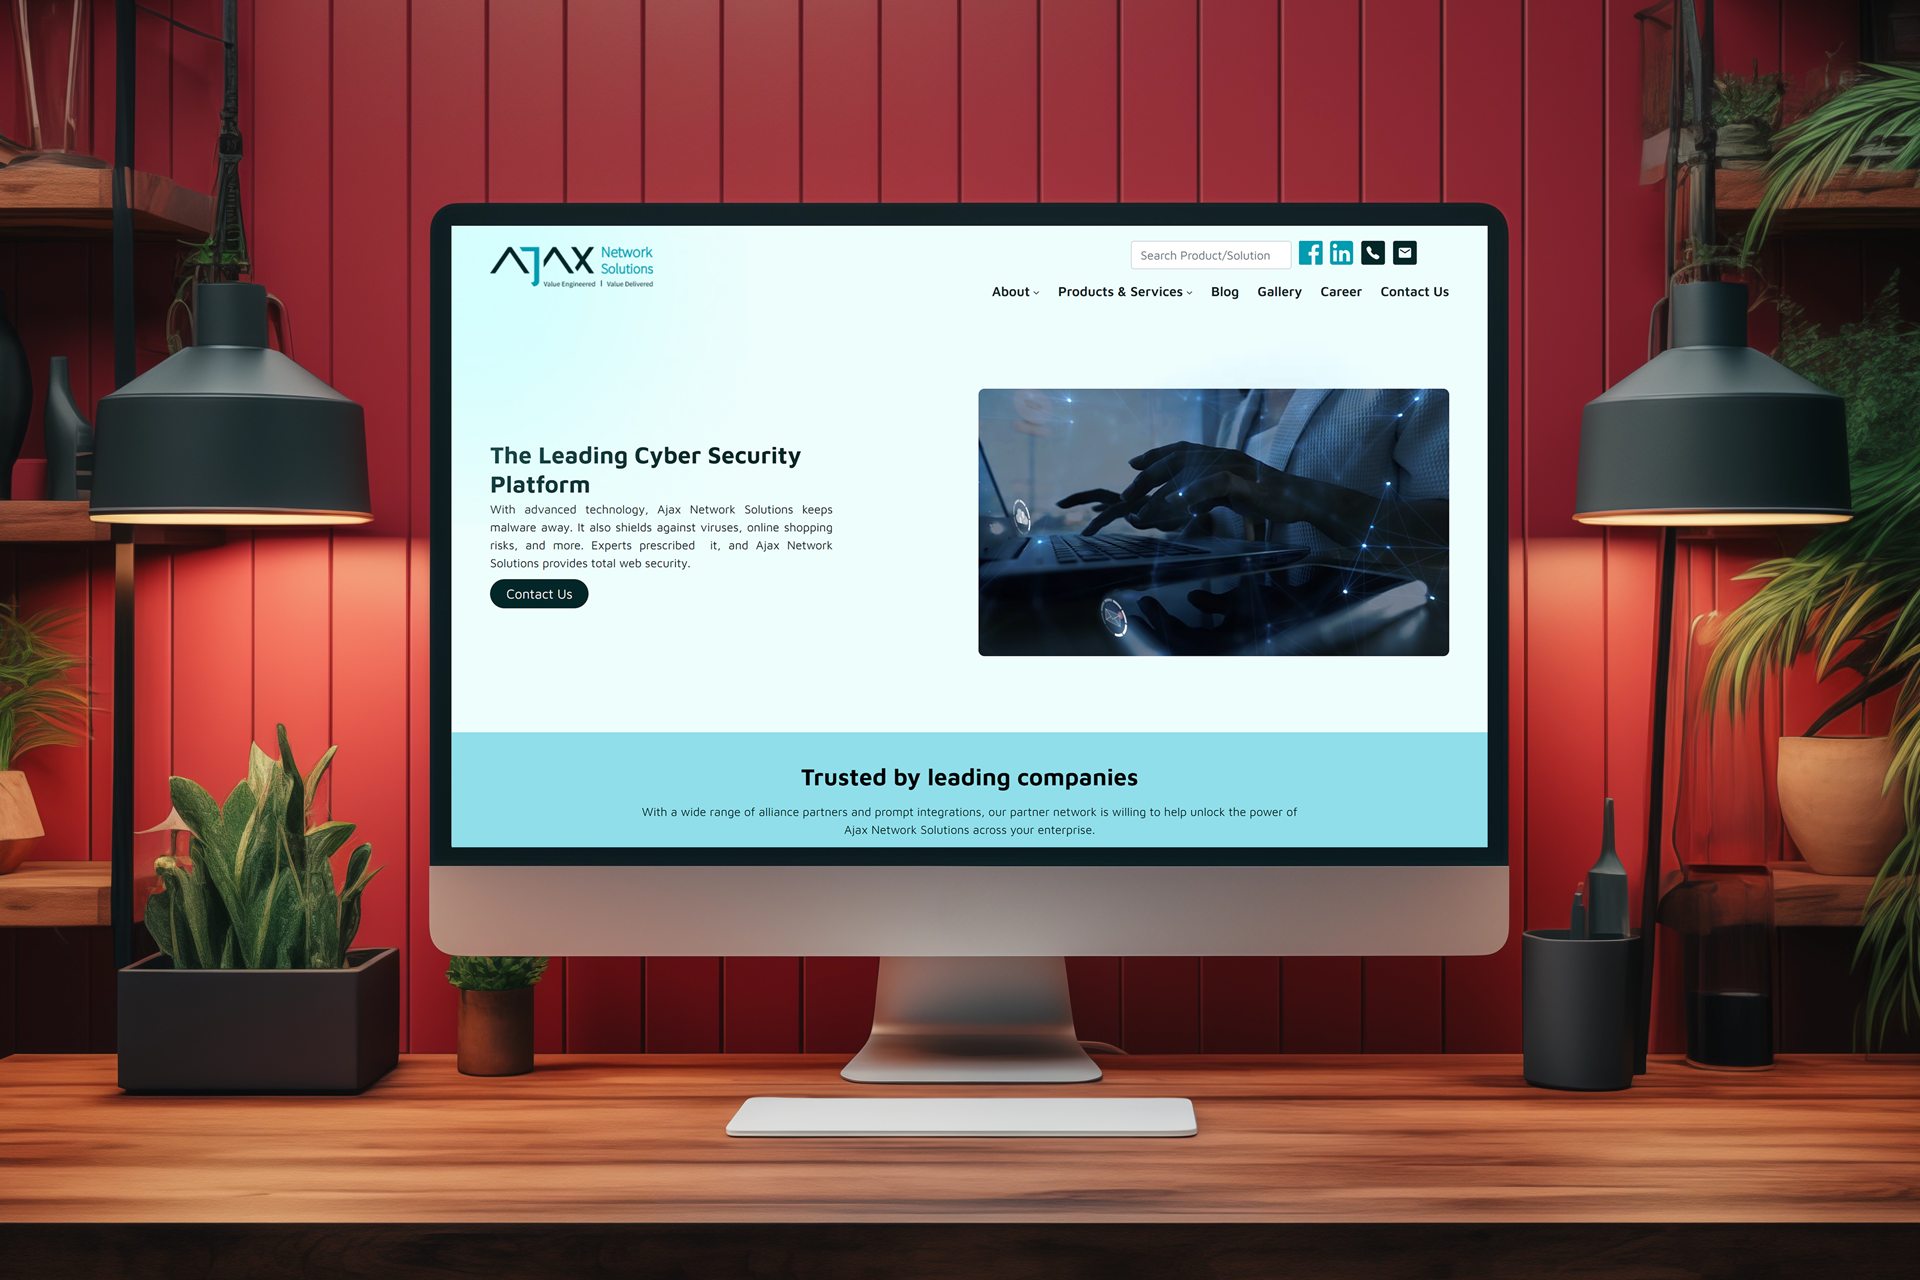 AJAX Network
Solutions
Value Engineered | Value Delivered
Search Product/Solution
About Products & Services Blog Gallery Career Contact Us
The Leading Cyber Security
Platform
With advanced technology, Ajax Network Solutions keeps
malware away. It also shields against viruses, online shopping
risks, and more. Experts prescribed it, and Ajax Network
Solutions provides total web security.
Contact Us
Trusted by leading companies
With a wide range of alliance partners and prompt integrations, our partner network is willing to help unlock the power of
Ajax Network Solutions across your enterprise.